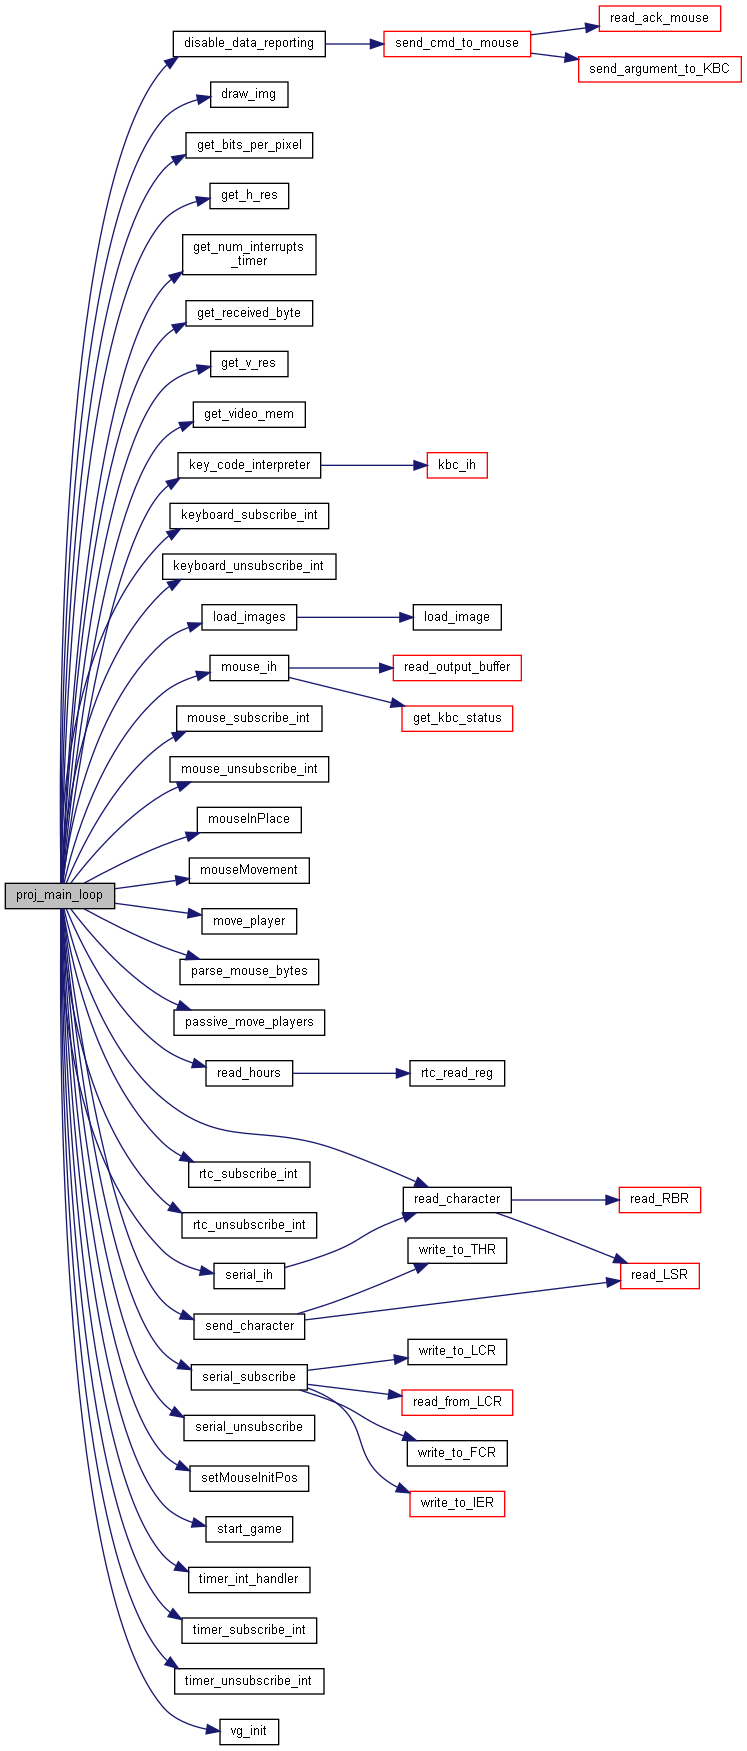 read_ack_mouse
disable_data_reporting
send_cmd_to_mouse
send_argument_to_KBC
draw_img
get_bits_per_pixel
get_h_res
get_num_interrupts
_timer
get_received_byte
get_v_res
get_video_mem
key_code_interpreter
kbc_ih
keyboard_subscribe_int
keyboard_unsubscribe_int
load_images
load_image
mouse_ih
read_output_buffer
get_kbc_status
mouse_subscribe_int
mouse_unsubscribe_int
mouseInPlace
mouseMovement
proj_main_loop
move_player
parse_mouse_bytes
passive_move_players
read_hours
rtc_read_reg
rtc_subscribe_int
read_character
read_RBR
rtc_unsubscribe_int
write_to_THR
serial_ih
read_LSR
send_character
write_to_LCR
serial_subscribe
read_from_LCR
serial_unsubscribe
write_to_FCR
setMouseInitPos
write_to_IER
start_game
timer_int_handler
timer_subscribe_int
timer_unsubscribe_int
vg_init